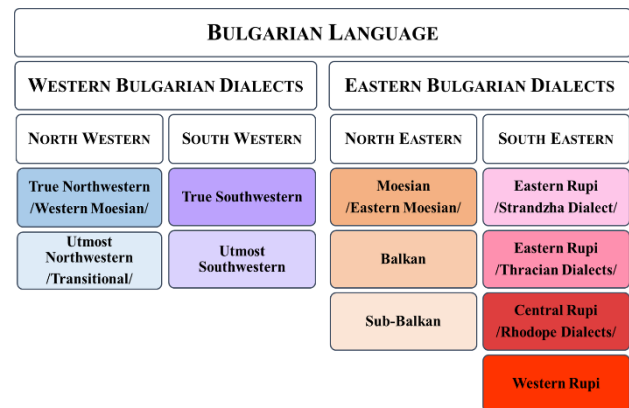 BULGARIAN LANGUAGE
WESTERN BULGARIAN DIALECTS
EASTERN BULGARIAN DIALECTS
NORTH WESTERN
SOUTH WESTERN
NORTH EASTERN
SOUTH EASTERN
True Northwestern
/Western Moesian/
True Southwestern
Moesian
/Eastern Moesian/
Eastern Rupi
/Strandzha Dialect/
Utmost
Northwestern
/Transitional/
Utmost
Southwestern
Balkan
Eastern Rupi
/Thracian Dialects/
Sub-Balkan
Central Rupi
/Rhodope Dialects/
Western Rupi